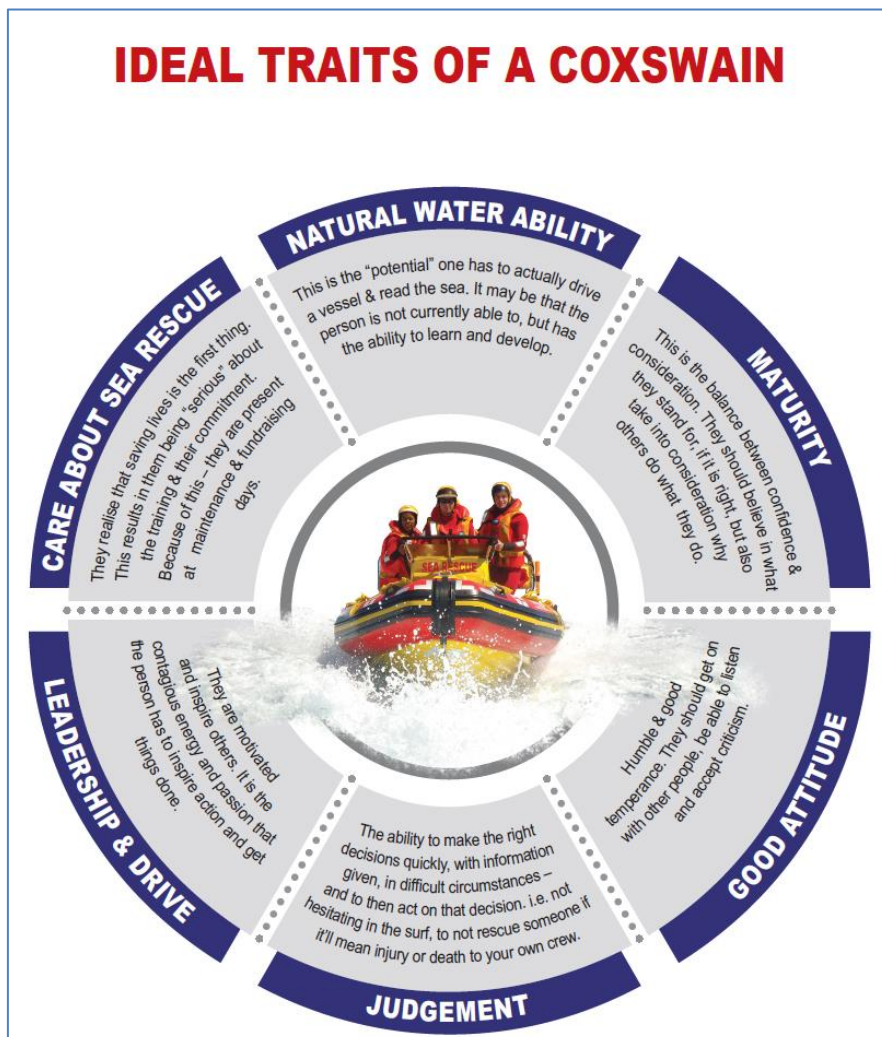 IDEAL TRAITS OF A COXSWAIN
NATURAL WATER ABILITY
This is the “potential” one has to actually drive
a vessel & read the sea. It may be that the
person is not currently able to, but has
the ability to learn and develop.
MATURITY
This is the balance between confidence &
consideration. They should believe in what
they stand for, if it is right, but also
take into consideration why
others do what they do.
GOOD ATTITUDE
Humble & good
temperance. They should get on
with other people, be able to listen
and accept criticism.
JUDGEMENT
The ability to make the right
decisions quickly, with information
given, in difficult circumstances –
and to then act on that decision. i.e. not
hesitating in the surf, to not rescue someone if
it’ll mean injury or death to your own crew.
LEADERSHIP & DRIVE
They are motivated
and inspire others. It is the
contagious energy and passion that
the person has to inspire action and get
things done.
CARE ABOUT SEA RESCUE
They realise that saving lives is the first thing.
This results in them being “serious” about
the training & their commitment.
Because of this – they are present
at maintenance & fundraising
days.
SEA RESCUE